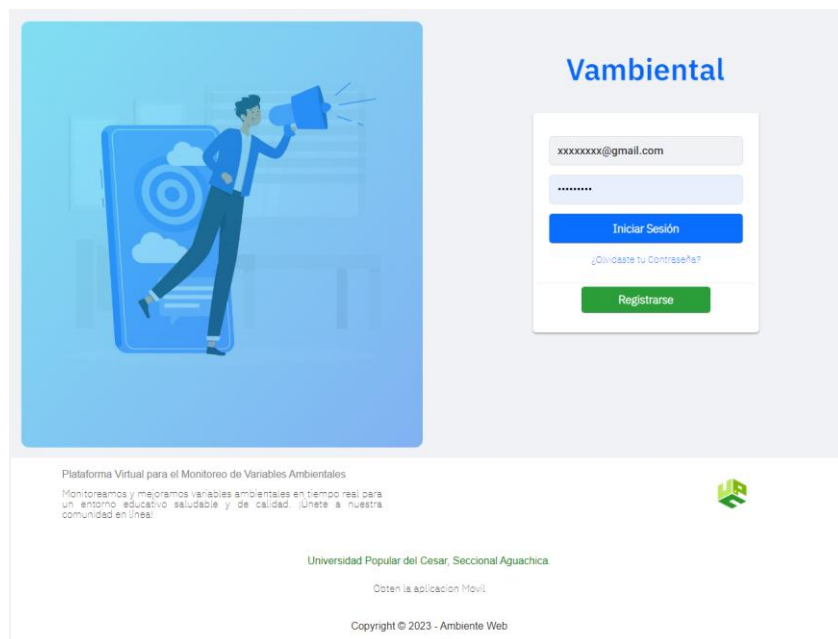 Vambiental
xxxxxxxx@gmail.com
•••••••••
Iniciar Sesión
¿Olvidaste tu Contraseña?
Registrarse
Plataforma Virtual para el Monitoreo de Variables Ambientales
Monitoreamos y mejoramos variables ambientales en tiempo real para
un entorno educativo saludable y de calidad. ¡Únete a nuestra
comunidad en línea!
UPC
Universidad Popular del Cesar, Seccional Aguachica.
Obten la aplicacion Movil
Copyright © 2023 - Ambiente Web